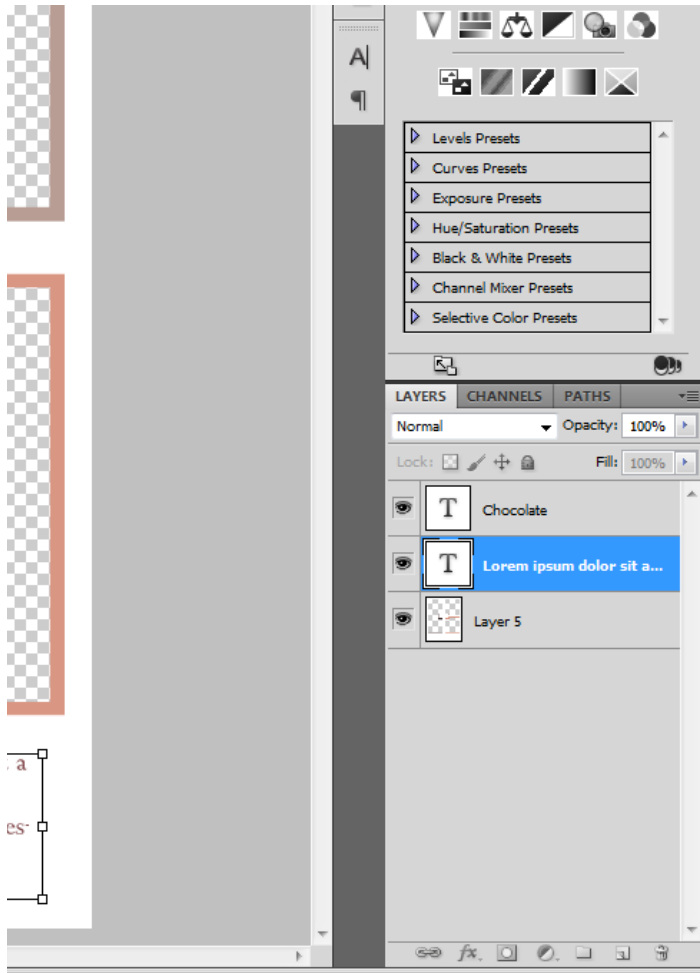 A|
¶
Levels Presets
Curves Presets
Exposure Presets
Hue/Saturation Presets
Black & White Presets
Channel Mixer Presets
Selective Color Presets
LAYERS CHANNELS PATHS
Normal Opacity: 100%
Lock: Fill: 100%
T Chocolate
T Lorem ipsum dolor sit a...
Layer 5
a
es-
fx.